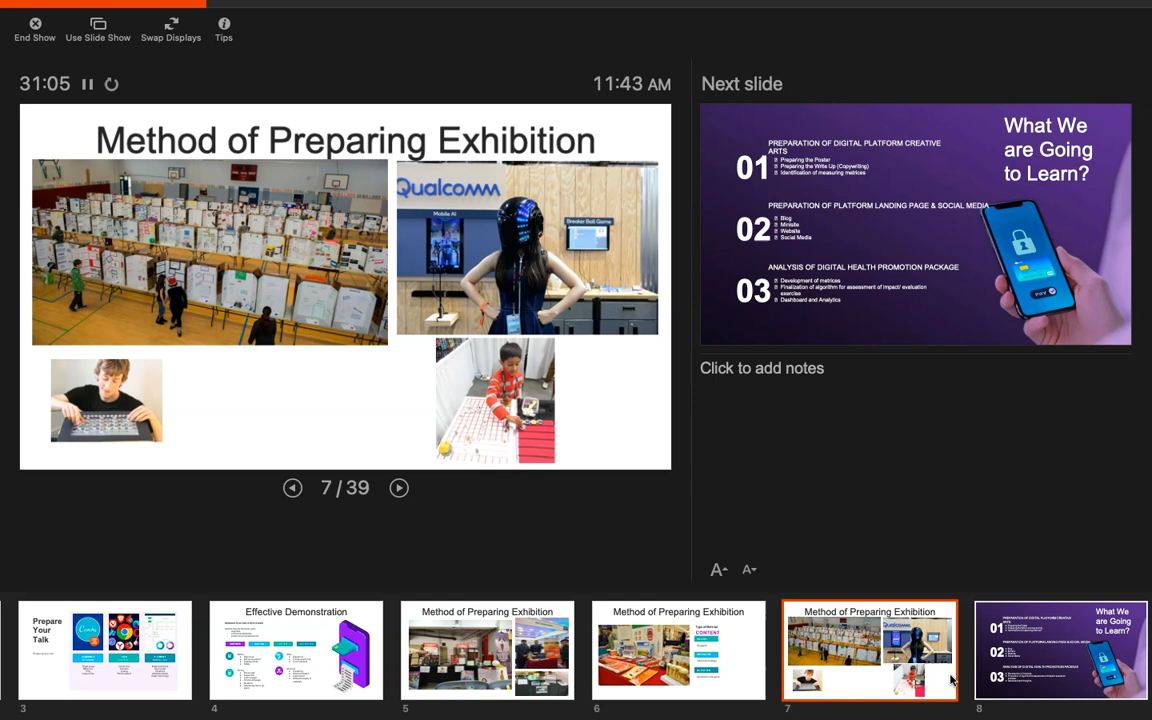 End Show
Use Slide Show
Swap Displays
Tips
31:05
11:43 AM
Method of Preparing Exhibition
Qualcomm
Mobile AI
Breaker Ball Game
7 / 39
Next slide
What We
are Going
to Learn?
01
PREPARATION OF DIGITAL PLATFORM CREATIVE
ARTS
Preparing the Poster
Preparing the Write Up (Copywriting)
Identification of measuring matrices
02
PREPARATION OF PLATFORM LANDING PAGE & SOCIAL MEDIA
Blog
Minisite
Website
Social Media
03
ANALYSIS OF DIGITAL HEALTH PROMOTION PACKAGE
Development of matrices
Finalization of algorithm for assessment of impact/ evaluation
exercise
Dashboard and Analytics
Click to add notes
A
A
Prepare
Your
Talk
3
Effective Demonstration
4
Method of Preparing Exhibition
5
Method of Preparing Exhibition
CONTENT
6
Method of Preparing Exhibition
7
What We
are Going
to Learn?
01
02
03
8